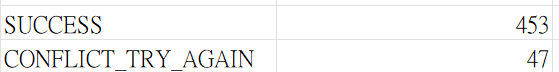 SUCCESS 453
CONFLICT_TRY_AGAIN 47